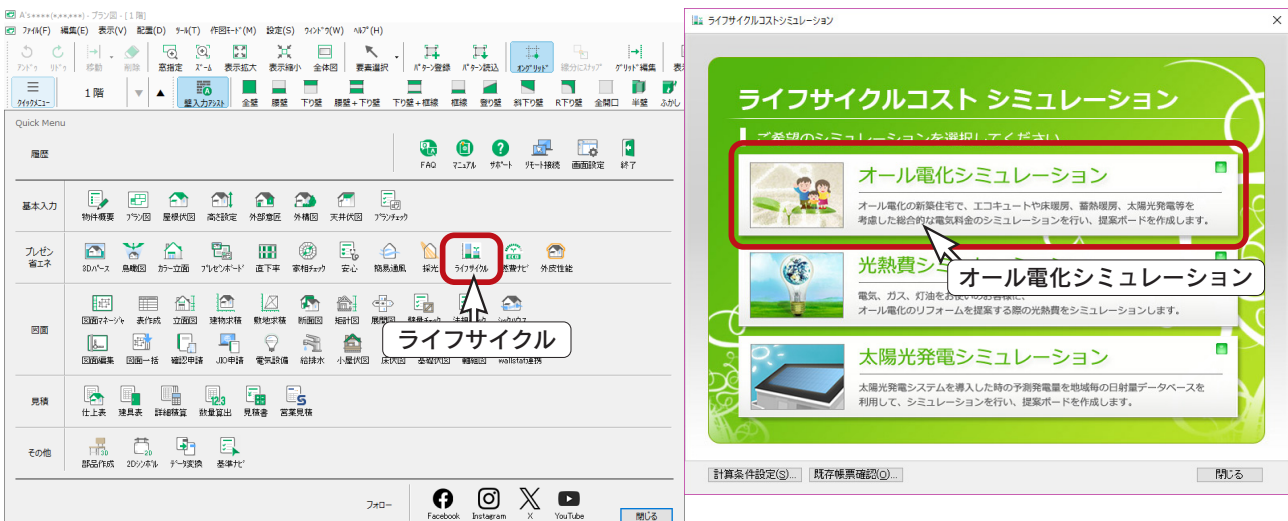 A's****(*,**,***) - プラン図 - [1 階]
ファイル(F) 編集(E) 表示(V) 配置(D) ツール(T) 作図モード(M) 設定(S) ウィンドウ(W) ヘルプ(H)
アンドゥ リドゥ 移動 削除 窓指定 ズーム 表示拡大 表示縮小 全体図 要素選択 パターン登録 パターン読込 オングリッド 線分にスナップ グリッド編集
クイックメニュー 1 階 壁入力アシスト 全壁 腰壁 下り壁 腰壁+下り壁 下り壁+框線 框線 登り壁 斜下り壁 R下り壁 全開口 半壁 ふかし
Quick Menu
履歴
FAQ マニュアル サポート リモート接続 画面設定 終了
基本入力
物件概要 プラン図 屋根伏図 高さ設定 外部意匠 外構図 天井伏図 プランチェック
プレゼン
省エネ
3Dパース 鳥瞰図 カラー立面 プレゼンボード 直下率 家相チェック 安心 簡易通風 採光 ライフサイクル 外皮性能
図面
図面マネージャ 表作成 立面図 建物求積 敷地求積 断面図 矩計図 展開図
ライフサイクル
図面編集 図面一括 確認申請 JIO申請 電気設備 給排水 小屋伏図 床伏図 基礎伏図 軸組図 wallstat連携
見積
仕上表 建具表 詳細積算 数量算出 見積書 営業見積
その他
部品作成 2Dシンボル データ変換 基準ナビ
フォロー
Facebook Instagram X YouTube
閉じる
ライフサイクルコストシミュレーション
ライフサイクルコスト シミュレーション
ご希望のシミュレーションを選択してください
オール電化シミュレーション
オール電化の新築住宅で、エコキュートや床暖房、蓄熱暖房、太陽光発電等を
考慮した総合的な電気料金のシミュレーションを行い、提案ボードを作成します。
オール電化シミュレーション
光熱費シ
電気、ガス、灯油をお使いのお客様に、
オール電化のリフォームを提案する際の光熱費をシミュレーションします。
太陽光発電シミュレーション
太陽光発電システムを導入した時の予測発電量を地域毎の日射量データベースを
利用して、シミュレーションを行い、提案ボードを作成します。
計算条件設定(S)... 既存帳票確認(O)... 閉じる